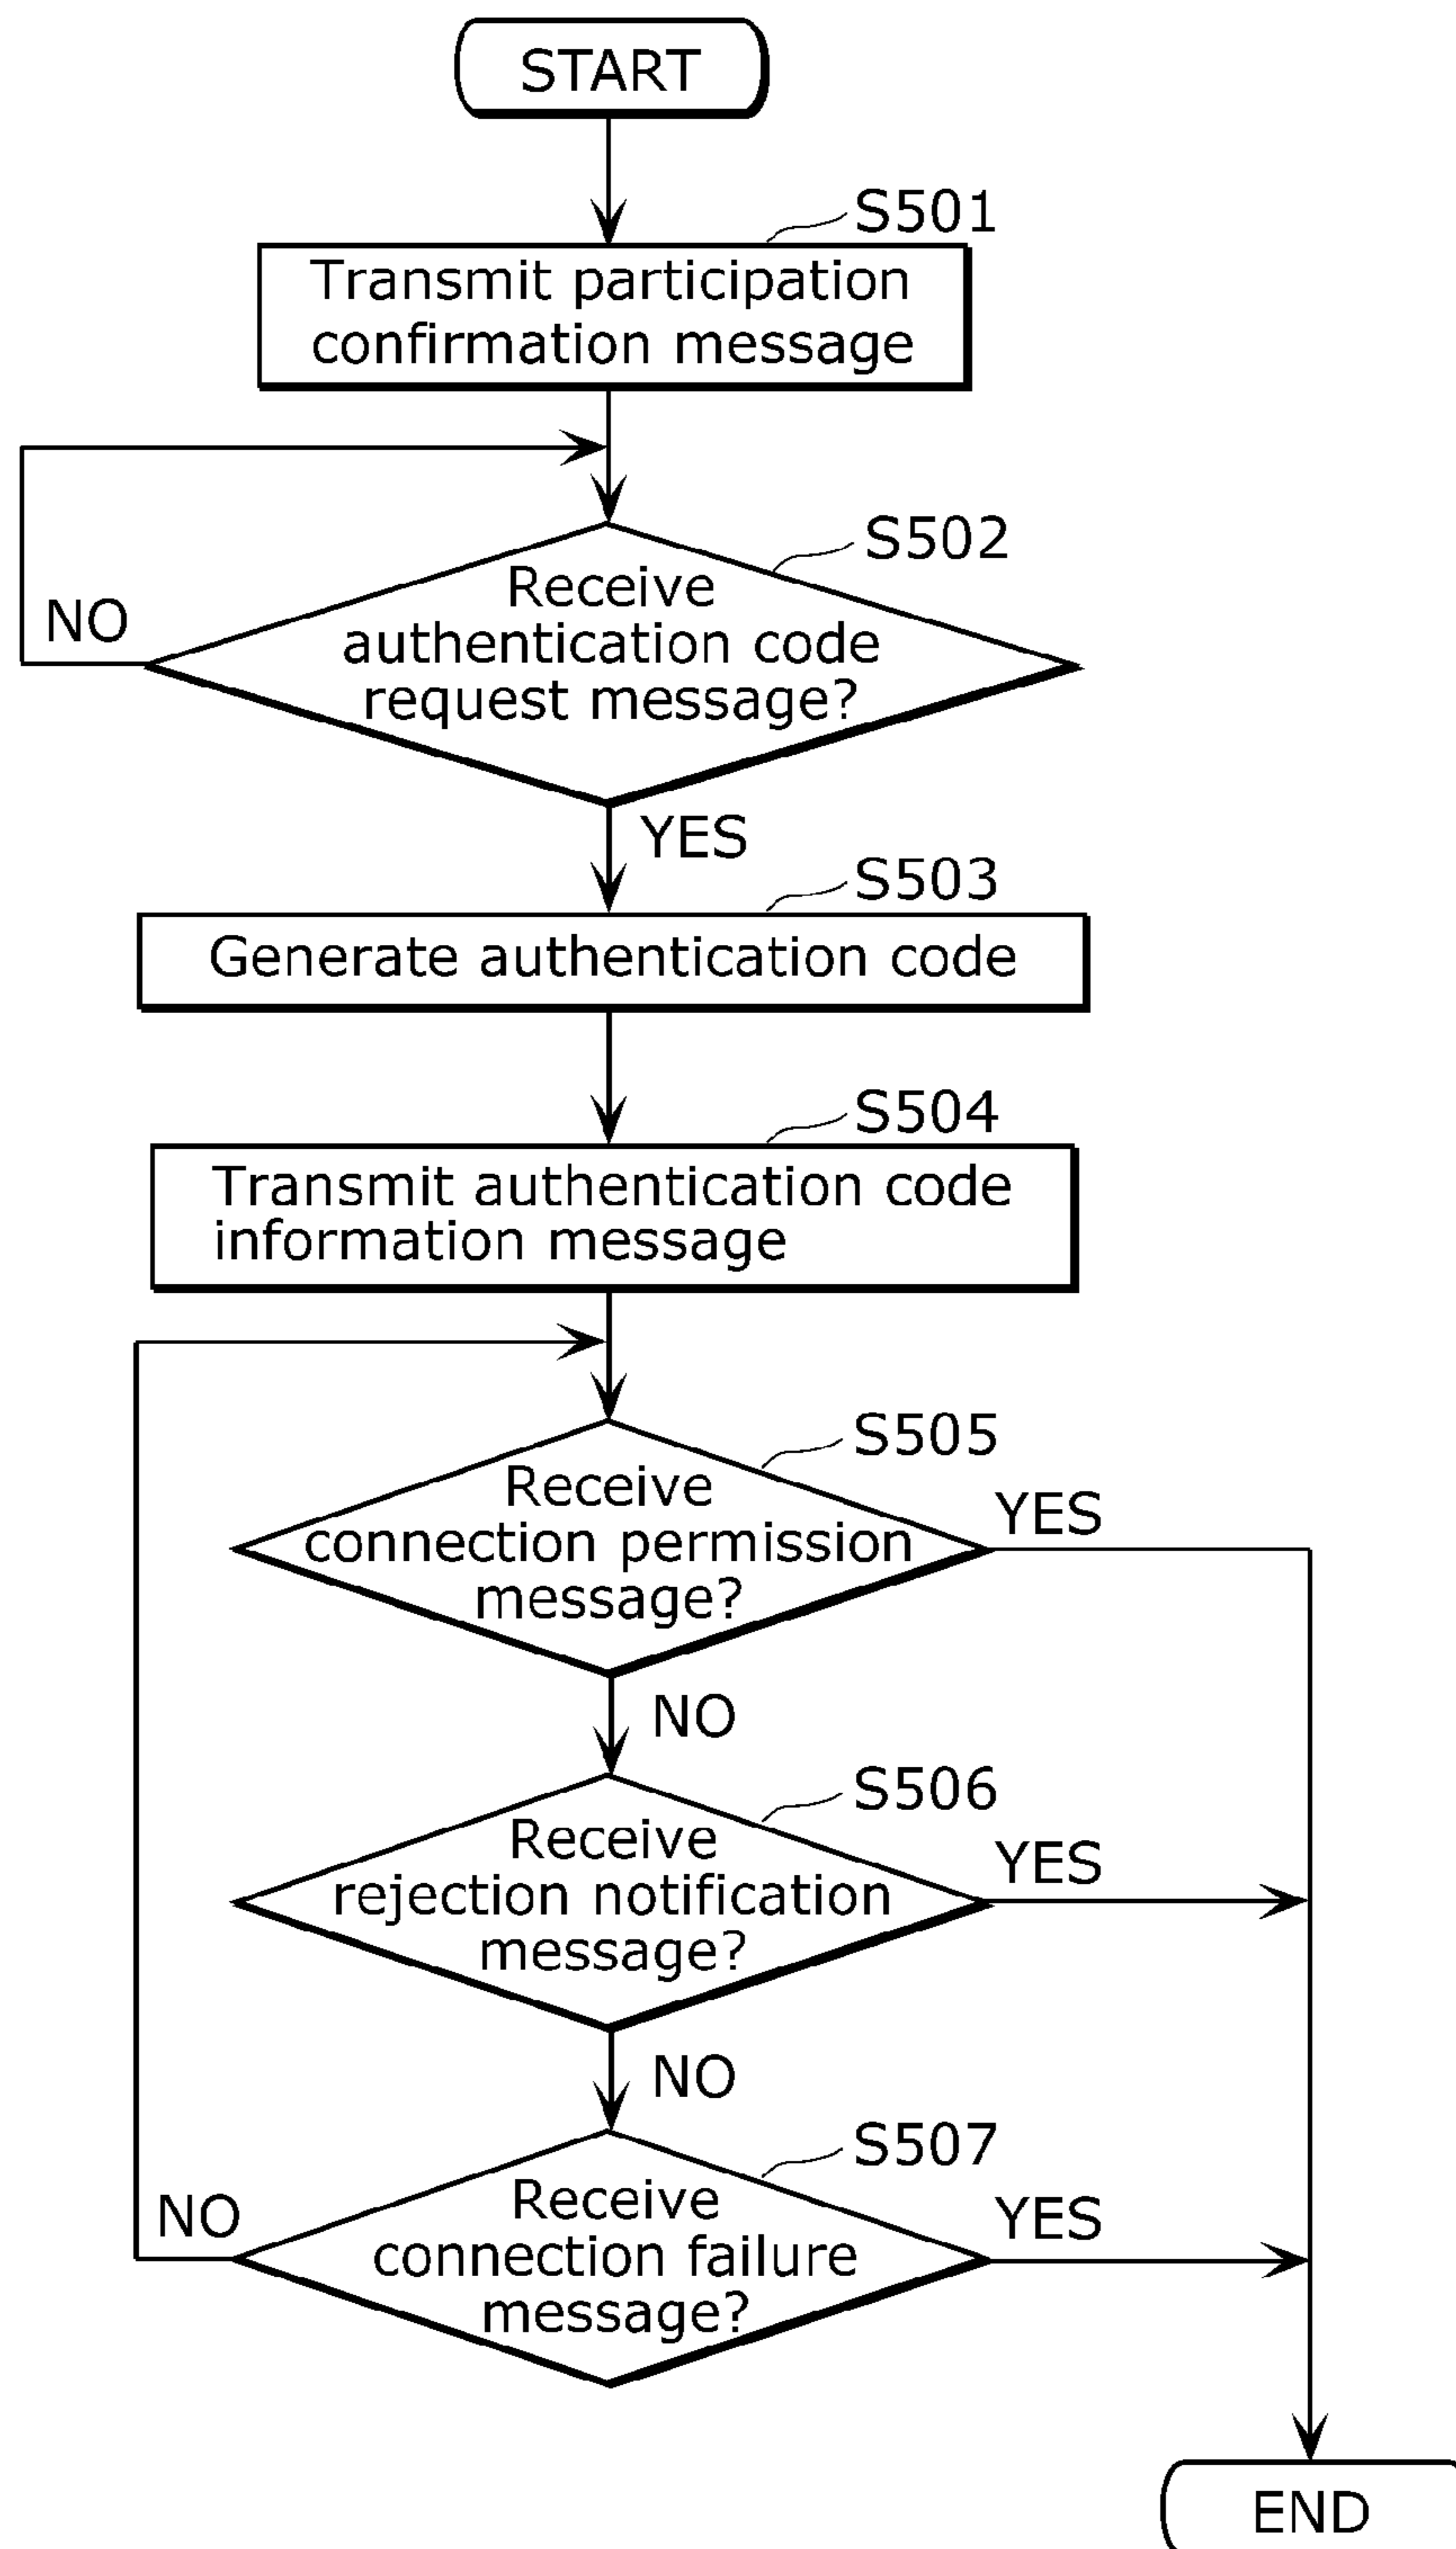 START
S501
Transmit participation
confirmation message
S502
Receive
authentication code
request message?
NO
YES
S503
Generate authentication code
S504
Transmit authentication code
information message
S505
Receive
connection permission
message?
YES
NO
S506
Receive
rejection notification
message?
YES
NO
S507
Receive
connection failure
message?
NO
YES
END